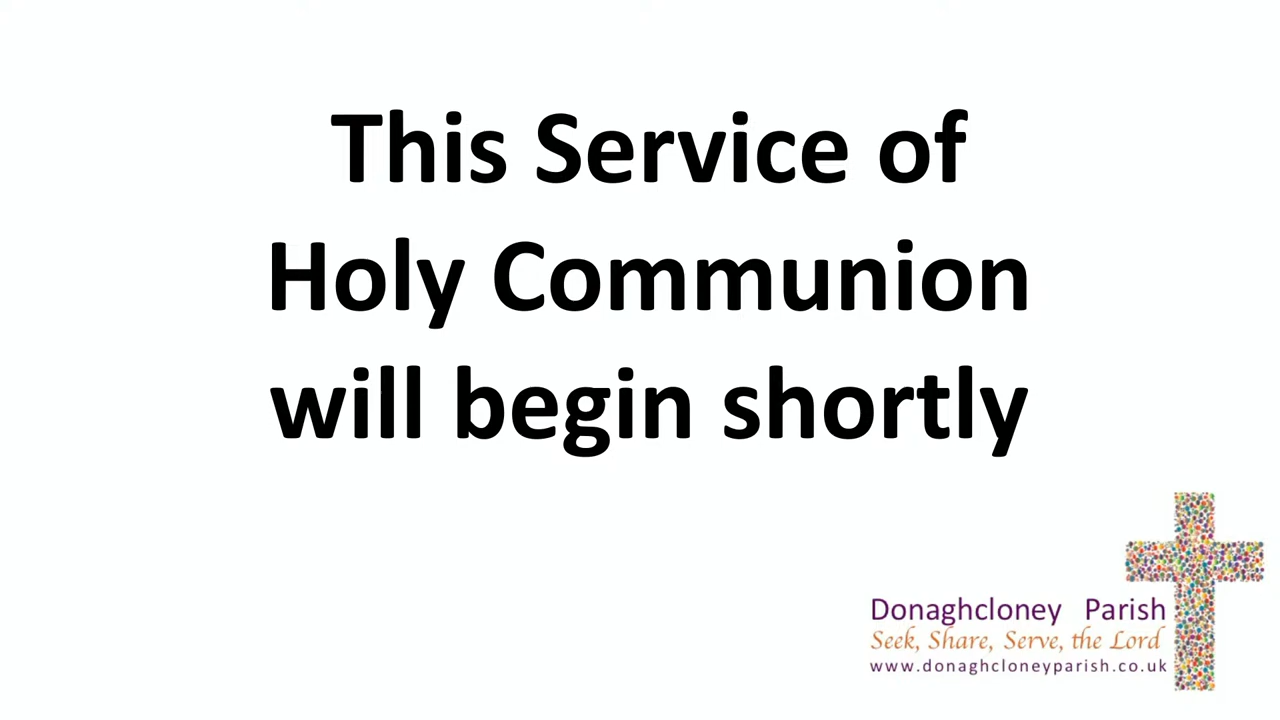 This Service of
Holy Communion
will begin shortly
Donaghcloney Parish
Seek, Share, Serve, the Lord
www.donaghcloneyparish.co.uk